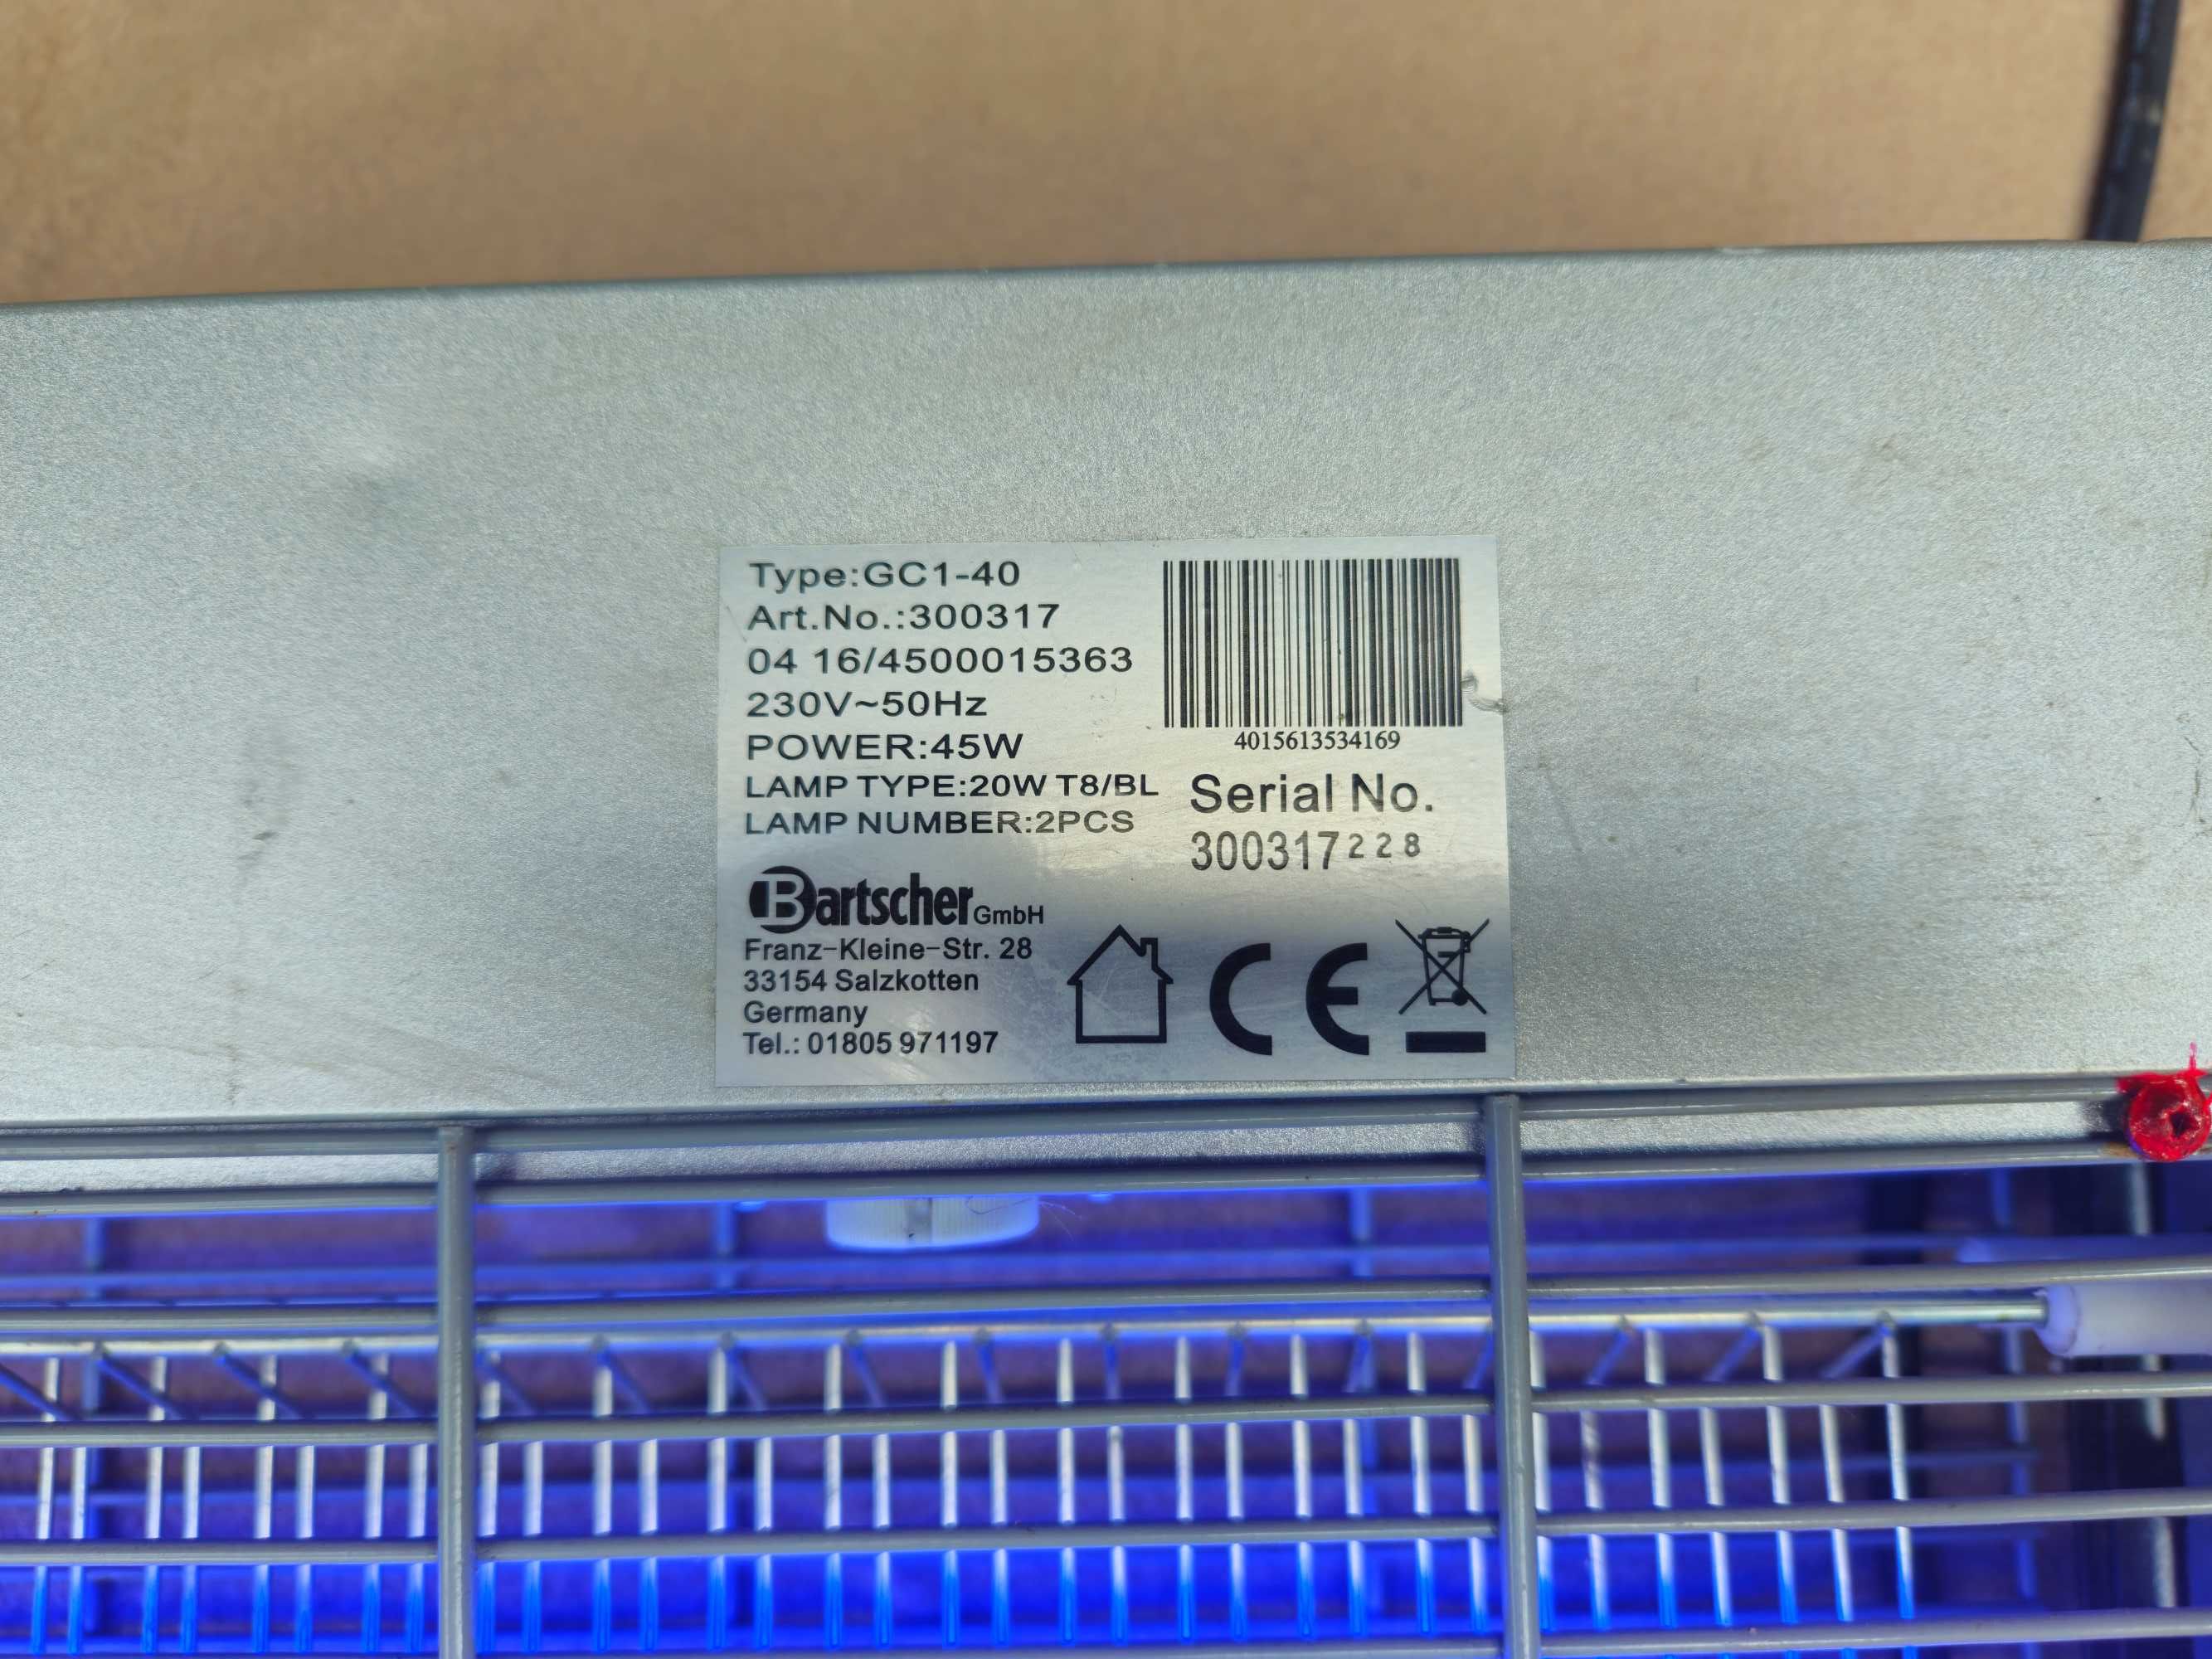 Type:GC1-40
Art.No.:300317
04 16/4500015363
230V~50Hz
POWER:45W
LAMP TYPE:20W T8/BL
LAMP NUMBER:2PCS
4015613534169
Serial No.
300317228
Bartscher GmbH
Franz-Kleine-Str. 28
33154 Salzkotten
Germany
Tel.: 01805 971197
CE